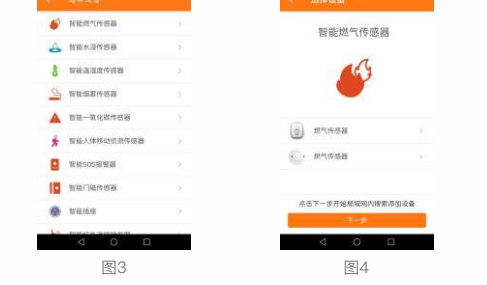 智能燃气传感器
智能水浸传感器
智能温湿度传感器
智能烟雾传感器
智能一氧化碳传感器
智能人体移动侦测传感器
智能SOS报警器
智能门磁传感器
智能插座
图3
选择设备
智能燃气传感器
燃气传感器
燃气传感器
点击下一步开始局域网内搜索添加设备
下一步
图4